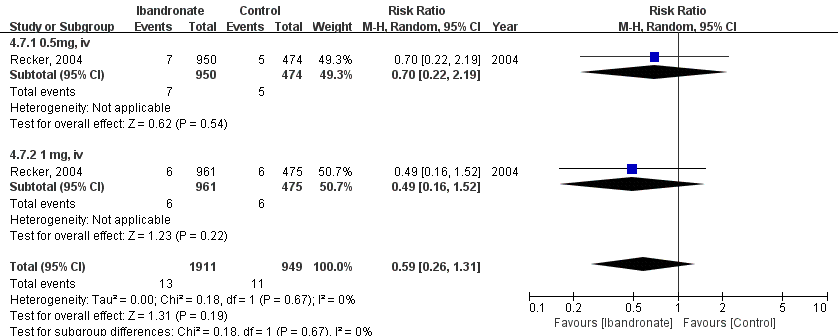 Ibandronate Control Risk Ratio Risk Ratio
Study or Subgroup Events Total Events Total Weight M-H, Random, 95% CI Year M-H, Random, 95% CI
4.7.1 0.5mg, iv
Recker, 2004 7 950 5 474 49.3% 0.70 [0.22, 2.19] 2004
Subtotal (95% CI) 950 474 49.3% 0.70 [0.22, 2.19]
Total events 7 5
Heterogeneity: Not applicable
Test for overall effect: Z = 0.62 (P = 0.54)
4.7.2 1 mg, iv
Recker, 2004 6 961 6 475 50.7% 0.49 [0.16, 1.52] 2004
Subtotal (95% CI) 961 475 50.7% 0.49 [0.16, 1.52]
Total events 6 6
Heterogeneity: Not applicable
Test for overall effect: Z = 1.23 (P = 0.22)
Total (95% CI) 1911 949 100.0% 0.59 [0.26, 1.31]
Total events 13 11
Heterogeneity: Tau² = 0.00; Chi² = 0.18, df = 1 (P = 0.67); I² = 0%
Test for overall effect: Z = 1.31 (P = 0.19)
Test for subgroup differences: Chi² = 0.18, df = 1 (P = 0.67), I² = 0%
0.1 0.2 0.5 1 2 5 10
Favours [Ibandronate] Favours [Control]